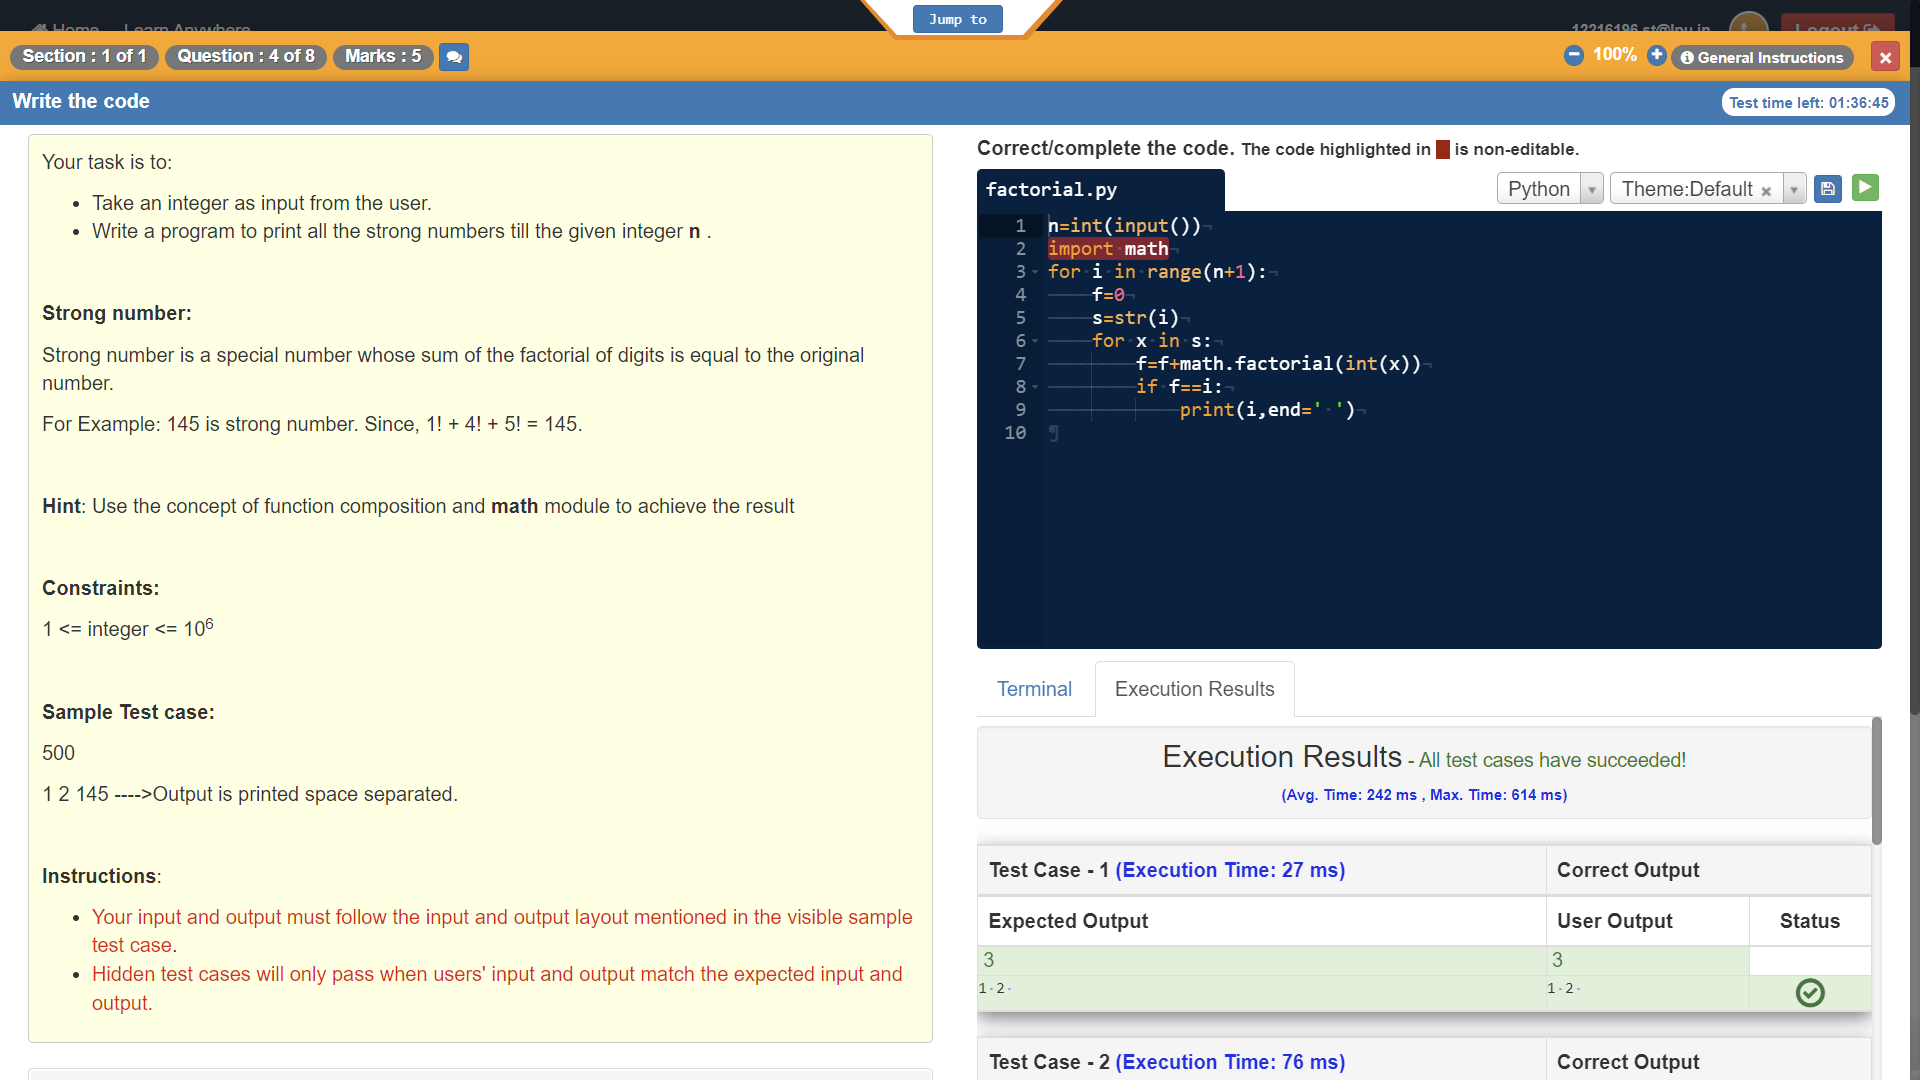 Jump to
Home Learn Anywhere
Logout
Section : 1 of 1 Question : 4 of 8 Marks : 5
100% General Instructions
Write the code
Test time left: 01:36:45
Your task is to:
Take an integer as input from the user.
Write a program to print all the strong numbers till the given integer n .
Strong number:
Strong number is a special number whose sum of the factorial of digits is equal to the original
number.
For Example: 145 is strong number. Since, 1! + 4! + 5! = 145.
Hint: Use the concept of function composition and math module to achieve the result
Constraints:
1 <= integer <= 10⁶
Sample Test case:
500
1 2 145 ---->Output is printed space separated.
Instructions:
Your input and output must follow the input and output layout mentioned in the visible sample
test case.
Hidden test cases will only pass when users' input and output match the expected input and
output.
Correct/complete the code. The code highlighted in is non-editable.
factorial.py
Python
Theme:Default ×
1 n=int(input())
2 import math
3 for i in range(n+1):
4 f=0
5 s=str(i)
6 for x in s:
7 f=f+math.factorial(int(x))
8 if f==i:
9 print(i,end=' ')
10
Terminal Execution Results
Execution Results - All test cases have succeeded!
(Avg. Time: 242 ms , Max. Time: 614 ms)
Test Case - 1 (Execution Time: 27 ms) Correct Output
Expected Output User Output Status
3 3
1·2· 1·2·
Test Case - 2 (Execution Time: 76 ms) Correct Output